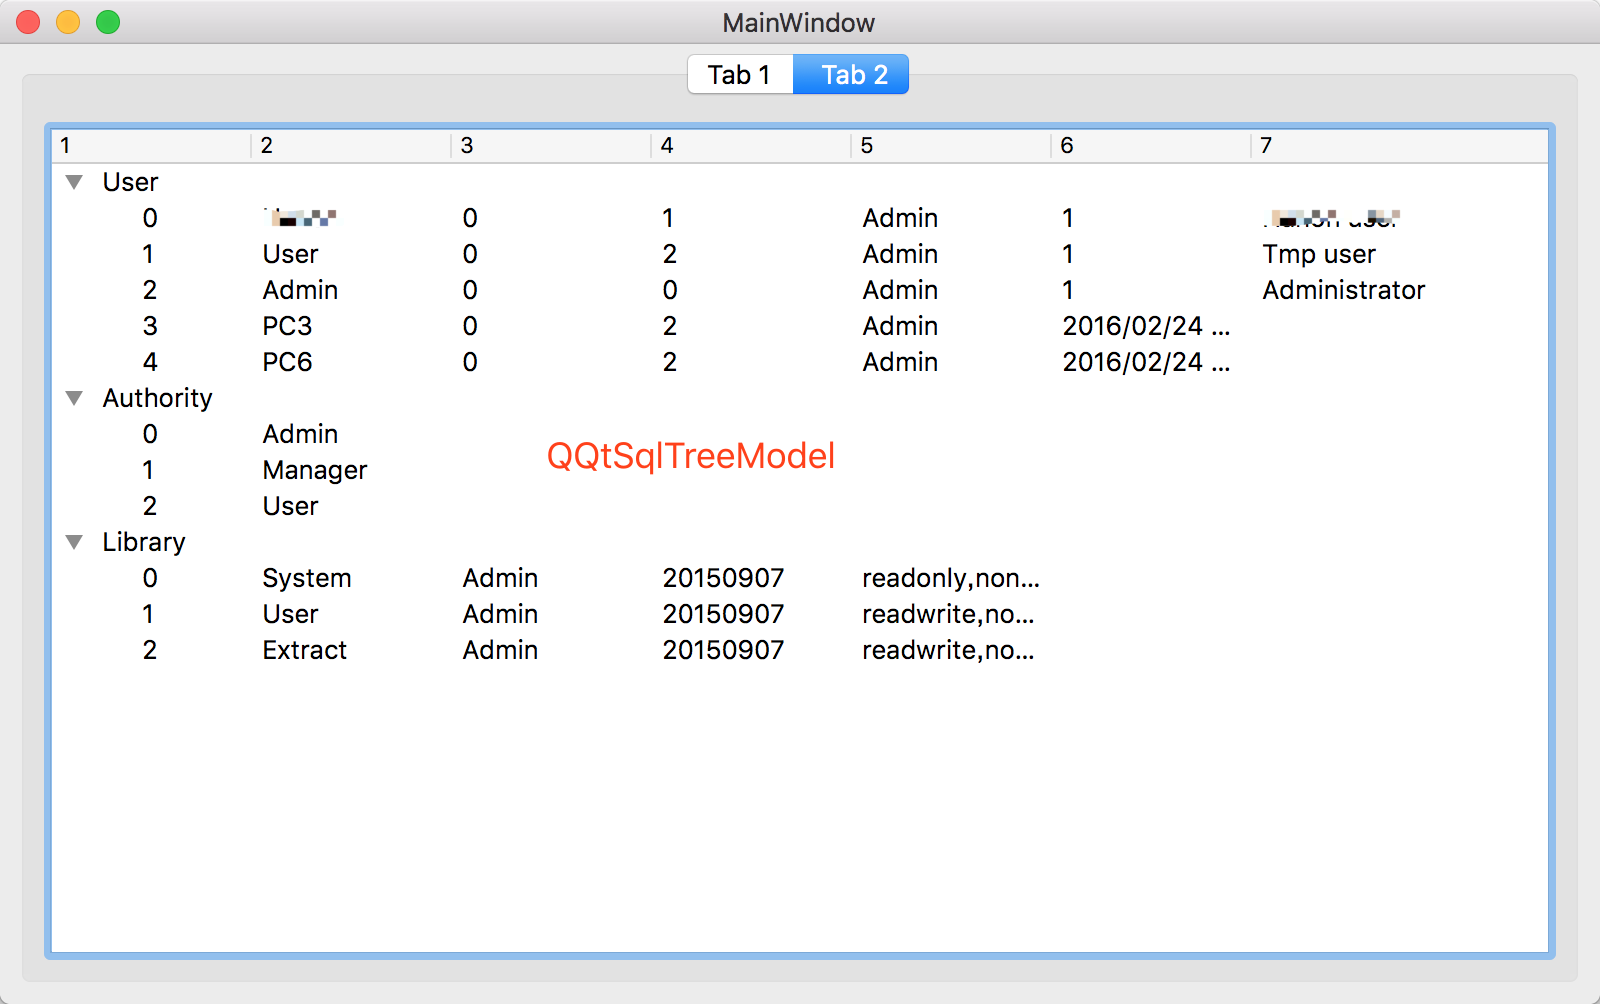 MainWindow
Tab 1 Tab 2
1 2 3 4 5 6 7
User
0 0 1 Admin 1
1 User 0 2 Admin 1 Tmp user
2 Admin 0 0 Admin 1 Administrator
3 PC3 0 2 Admin 2016/02/24 ...
4 PC6 0 2 Admin 2016/02/24 ...
Authority
0 Admin
1 Manager
QQtSqlTreeModel
2 User
Library
0 System Admin 20150907 readonly,non...
1 User Admin 20150907 readwrite,no...
2 Extract Admin 20150907 readwrite,no...